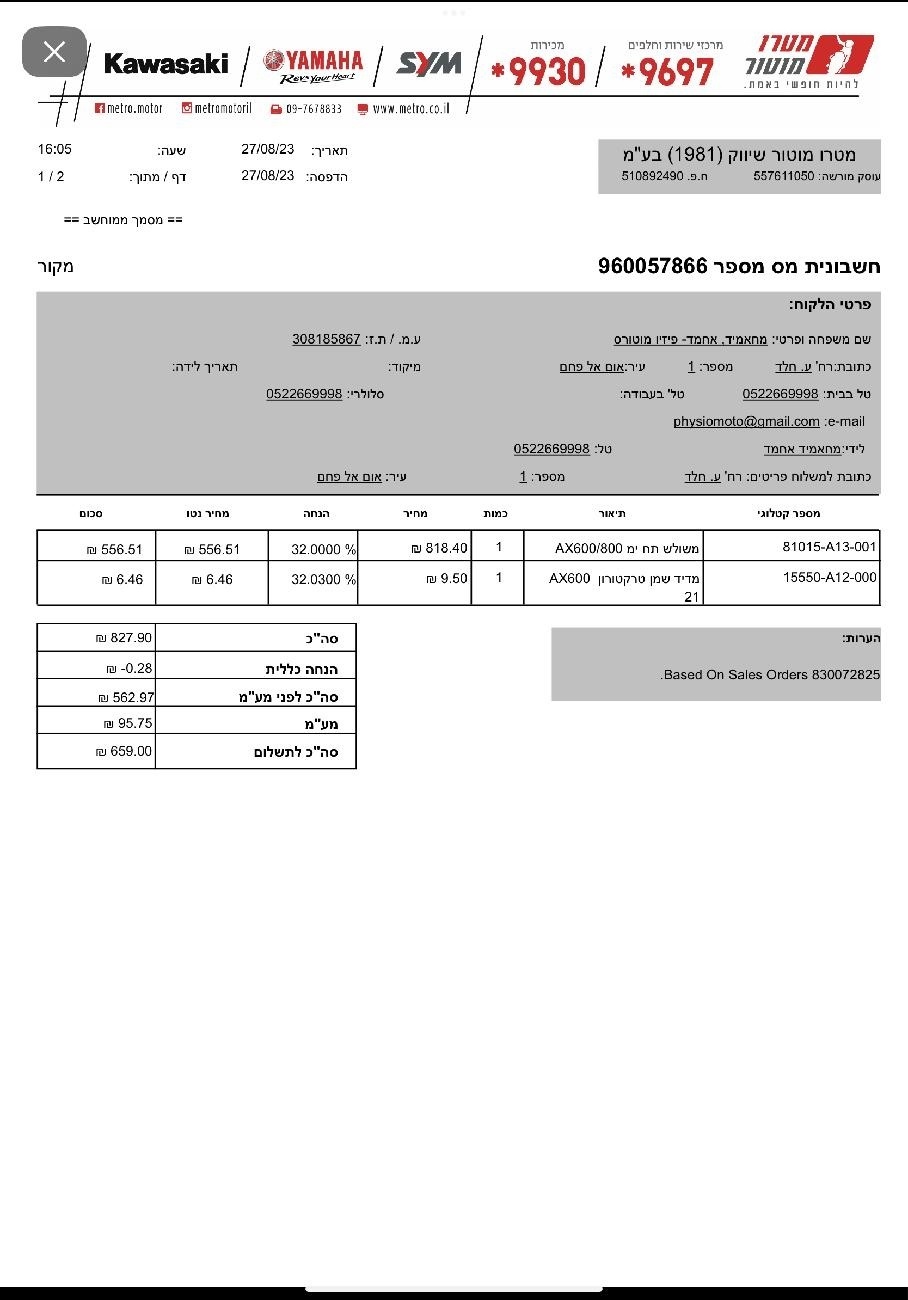 Kawasaki
YAMAHA
Revs Your Heart
SYM
מכירות
*9930
מרכזי שירות וחלפים
*9697
מטרו
מוטור
להיות חופשי באמת.
metro.motor metromotoril 09-7678833 www.metro.co.il
מטרו מוטור שיווק (1981) בע"מ
עוסק מורשה: 557611050 ח.פ. 510892490
תאריך: 27/08/23 שעה: 16:05
הדפסה: 27/08/23 דף / מתוך: 1 / 2
== מסמך ממוחשב ==
חשבונית מס מספר 960057866 מקור
פרטי הלקוח:
שם משפחה ופרטי: מחאמיד, אחמד- פיזיו מוטורס ע.מ. / ת.ז: 308185867
כתובת:רח' ע. חלד מספר: 1 עיר:אום אל פחם מיקוד: תאריך לידה:
טל בבית: 0522669998 טל' בעבודה: סלולרי: 0522669998
e-mail: physiomoto@gmail.com
לידי:מחאמיד אחמד טל: 0522669998
כתובת למשלוח פריטים: רח' ע. חלד מספר: 1 עיר: אום אל פחם
מספר קטלוגי תיאור כמות מחיר הנחה מחיר נטו סכום
81015-A13-001 משולש תח ימ AX600/800 1 818.40 ₪ 32.0000 % 556.51 ₪ 556.51 ₪
15550-A12-000 מדיד שמן טרקטורון AX600 1 9.50 ₪ 32.0300 % 6.46 ₪ 6.46 ₪
21
סה"כ 827.90 ₪
הנחה כללית -0.28 ₪
סה"כ לפני מע"מ 562.97 ₪
מע"מ 95.75 ₪
סה"כ לתשלום 659.00 ₪
הערות:
Based On Sales Orders 830072825.